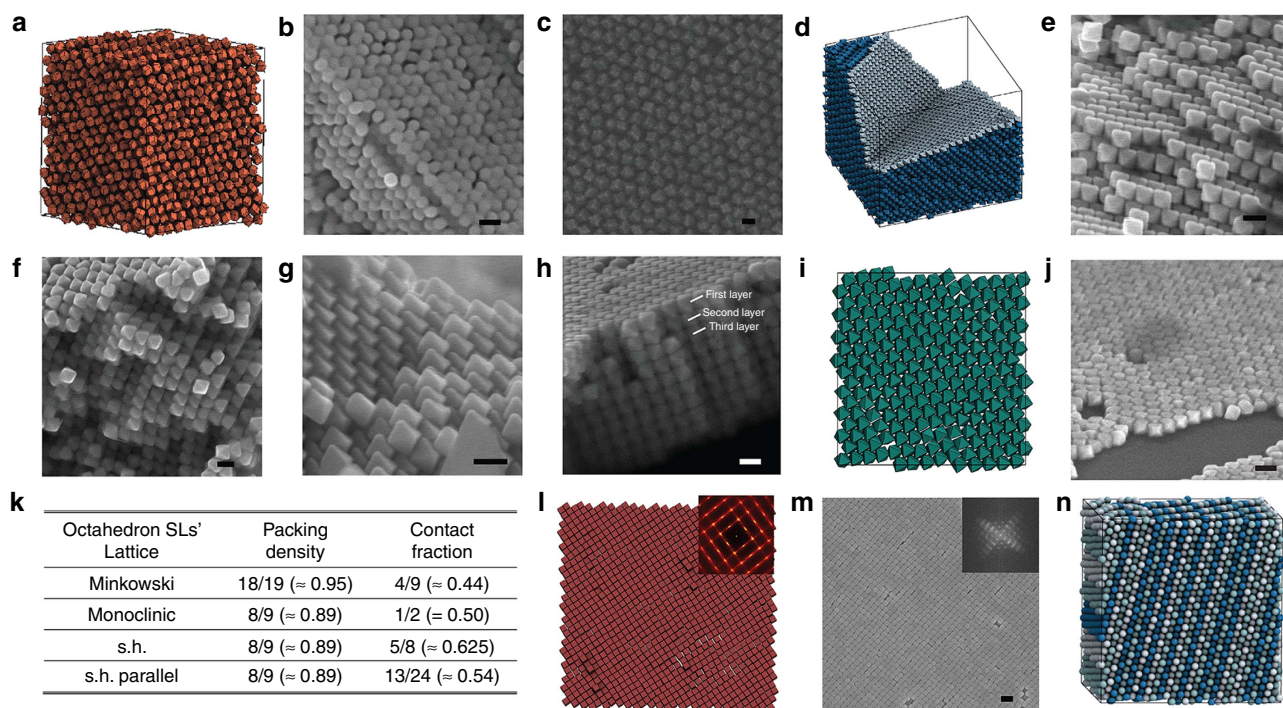 a
b
c
d
e
f
g
h
First layer
Second layer
Third layer
i
j
k
Octahedron SLs' Lattice Packing density Contact fraction
Minkowski 18/19 (≈ 0.95) 4/9 (≈ 0.44)
Monoclinic 8/9 (≈ 0.89) 1/2 (= 0.50)
s.h. 8/9 (≈ 0.89) 5/8 (≈ 0.625)
s.h. parallel 8/9 (≈ 0.89) 13/24 (≈ 0.54)
l
m
n